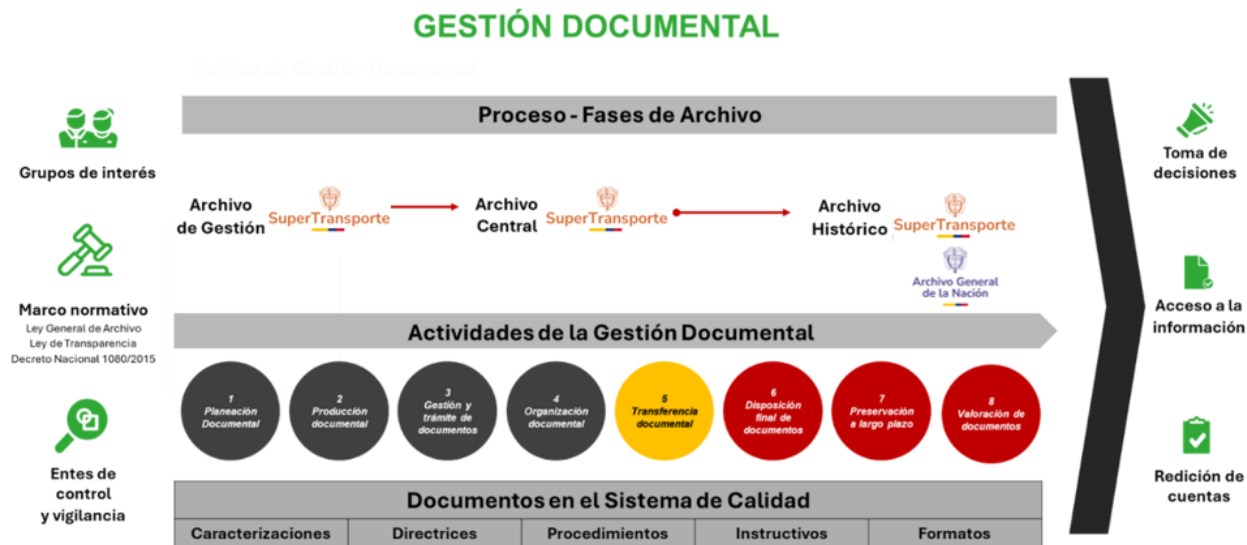 GESTIÓN DOCUMENTAL
Política de Gestión Documental
Proceso - Fases de Archivo
Grupos de interés
Marco normativo
Ley General de Archivo
Ley de Transparencia
Decreto Nacional 1080/2015
Entes de
control
y vigilancia
Archivo
de Gestión
SuperTransporte
Archivo
Central
SuperTransporte
Archivo
Histórico
SuperTransporte
Archivo General
de la Nación
Actividades de la Gestión Documental
1
Planeación
Documental
2
Producción
documental
3
Gestión y
trámite de
documentos
4
Organización
documental
5
Transferencia
documental
6
Disposición
final de
documentos
7
Preservación
a largo plazo
8
Valoración de
documentos
Documentos en el Sistema de Calidad
Caracterizaciones
Directrices
Procedimientos
Instructivos
Formatos
Toma de
decisiones
Acceso a la
información
Redición de
cuentas